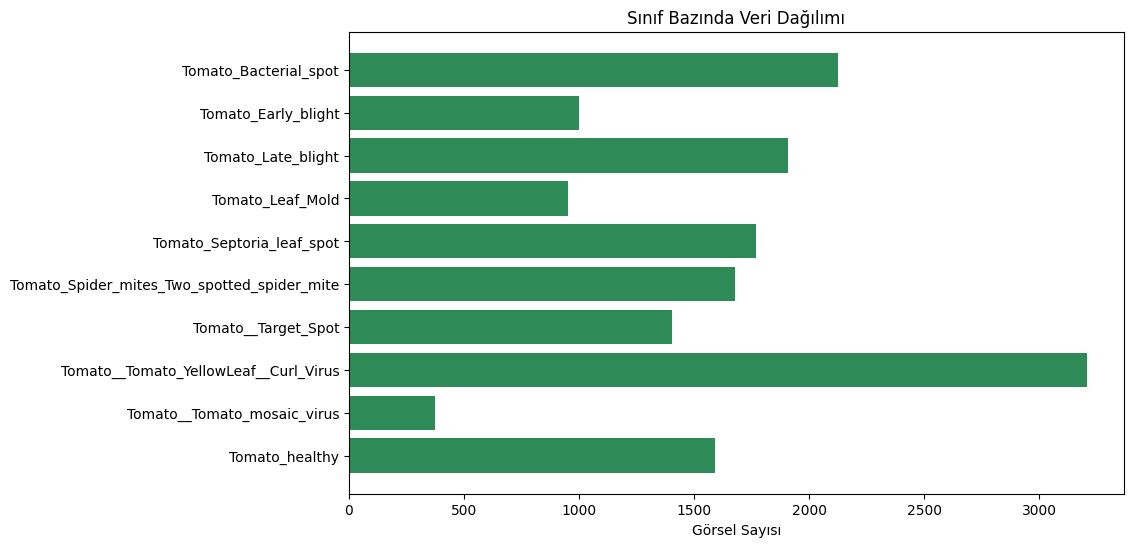 Sınıf Bazında Veri Dağılımı
Tomato_Bacterial_spot
Tomato_Early_blight
Tomato_Late_blight
Tomato_Leaf_Mold
Tomato_Septoria_leaf_spot
Tomato_Spider_mites_Two_spotted_spider_mite
Tomato__Target_Spot
Tomato__Tomato_YellowLeaf__Curl_Virus
Tomato__Tomato_mosaic_virus
Tomato_healthy
0 500 1000 1500 2000 2500 3000
Görsel Sayısı